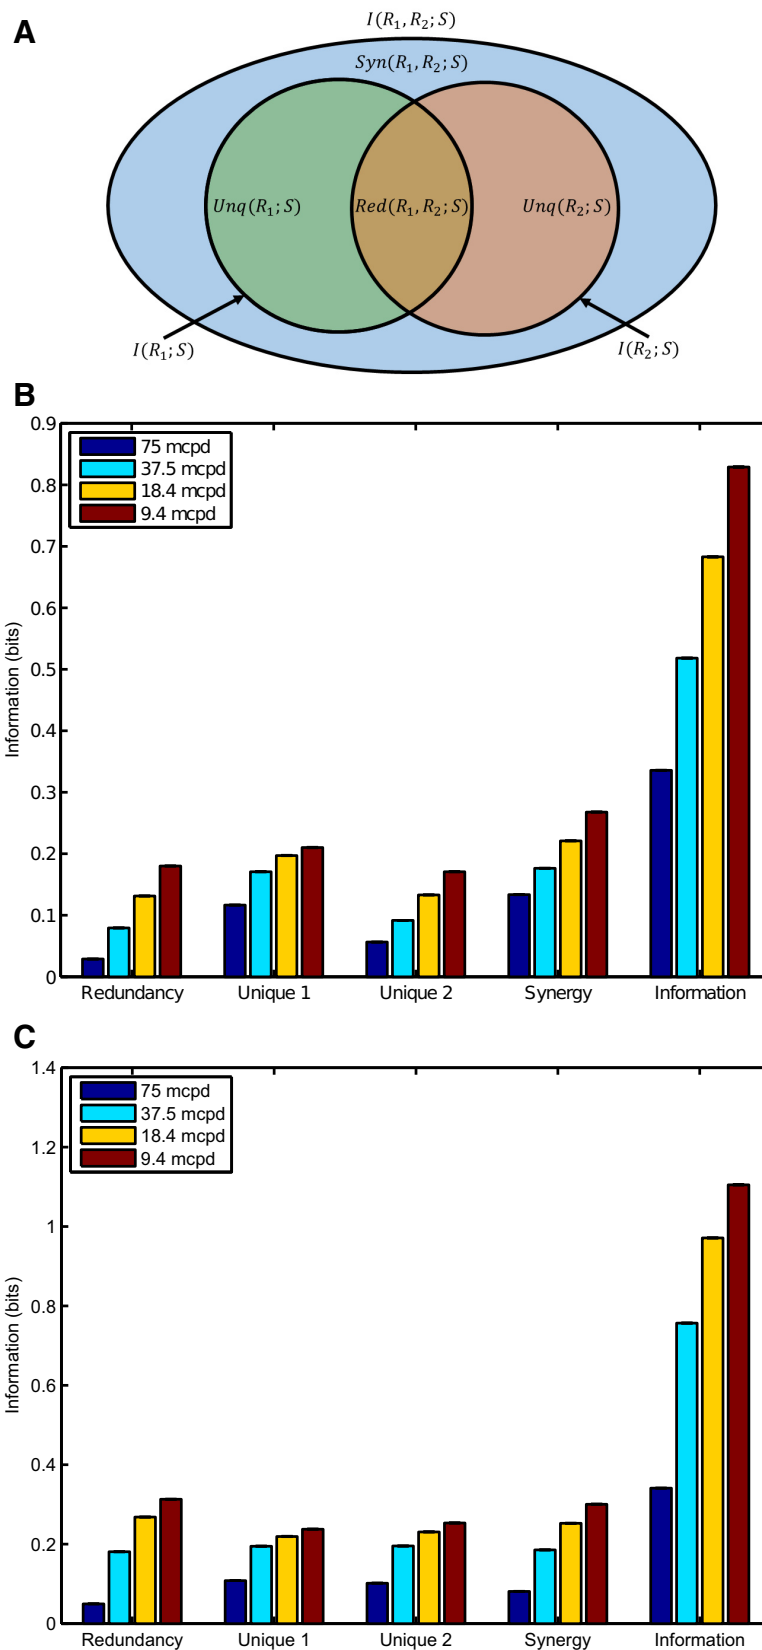 A
I(R₁, R₂; S)
Syn(R₁, R₂; S)
Unq(R₁; S)
Red(R₁, R₂; S)
Unq(R₂; S)
I(R₁; S)
I(R₂; S)
B
0.9
0.8
0.7
0.6
0.5
0.4
0.3
0.2
0.1
0
Information (bits)
75 mcpd
37.5 mcpd
18.4 mcpd
9.4 mcpd
Redundancy
Unique 1
Unique 2
Synergy
Information
C
1.4
1.2
1
0.8
0.6
0.4
0.2
0
Information (bits)
75 mcpd
37.5 mcpd
18.4 mcpd
9.4 mcpd
Redundancy
Unique 1
Unique 2
Synergy
Information